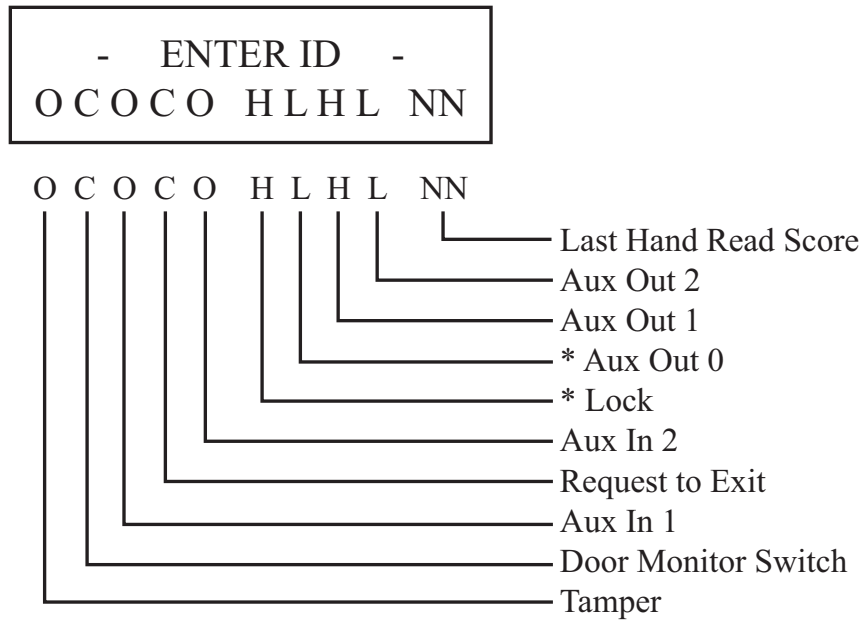 - ENTER ID -
O C O C O H L H L NN
O C O C O H L H L NN
Last Hand Read Score
Aux Out 2
Aux Out 1
* Aux Out 0
* Lock
Aux In 2
Request to Exit
Aux In 1
Door Monitor Switch
Tamper